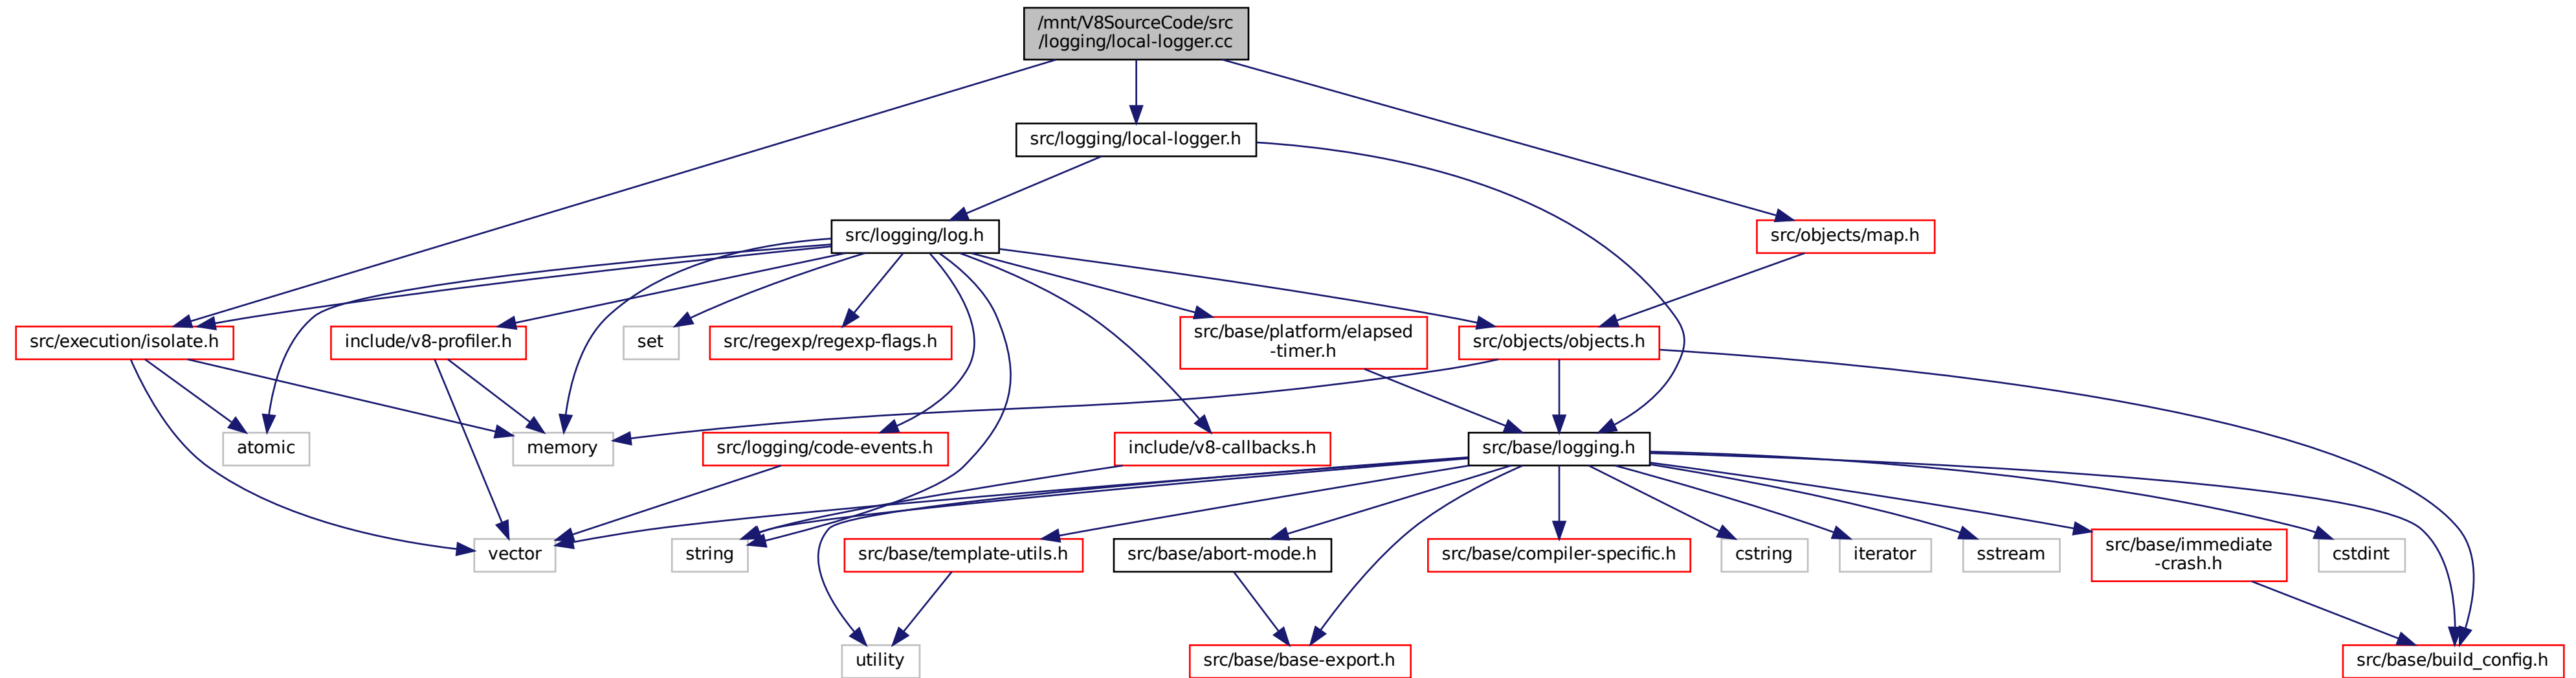 /mnt/V8SourceCode/src
/logging/local-logger.cc
src/logging/local-logger.h
src/logging/log.h
src/objects/map.h
src/execution/isolate.h
include/v8-profiler.h
set
src/regexp/regexp-flags.h
src/base/platform/elapsed
-timer.h
src/objects/objects.h
atomic
memory
src/logging/code-events.h
include/v8-callbacks.h
src/base/logging.h
vector
string
src/base/template-utils.h
src/base/abort-mode.h
src/base/compiler-specific.h
cstring
iterator
sstream
src/base/immediate
-crash.h
cstdint
utility
src/base/base-export.h
src/base/build_config.h